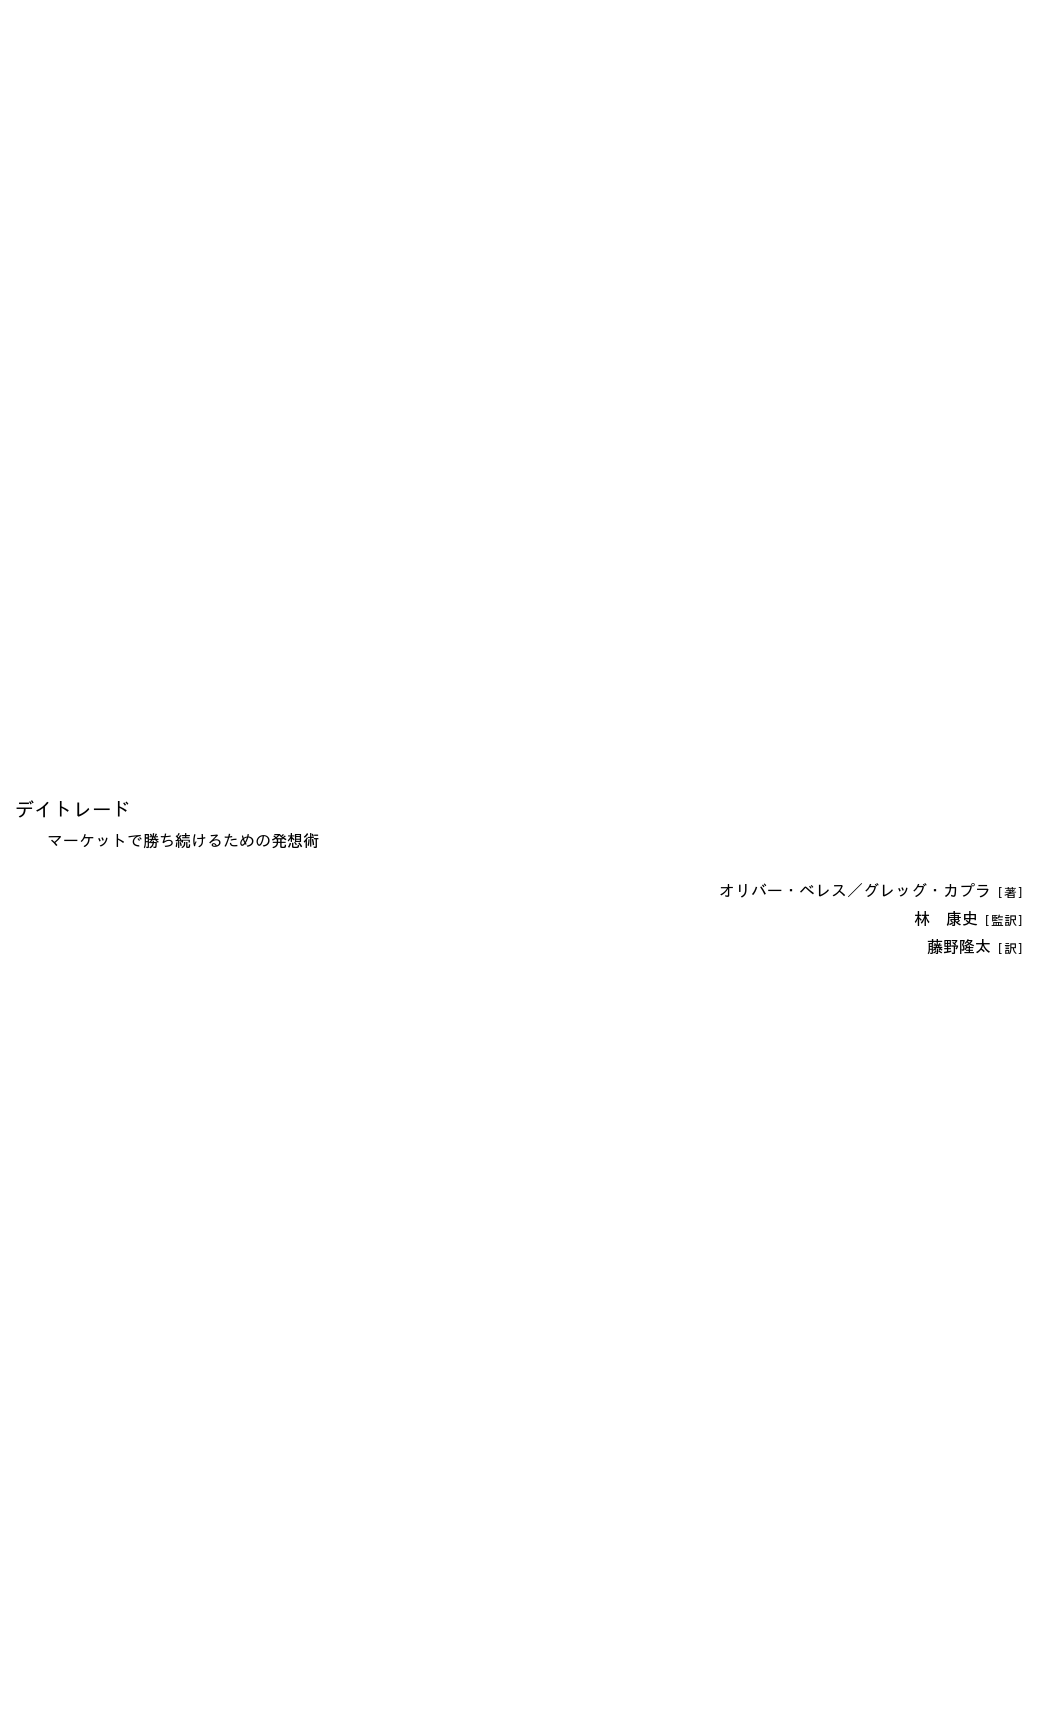 デイトレード
マーケットで勝ち続けるための発想術
オリバー・ベレス／グレッグ・カプラ［著］
林　康史［監訳］
藤野隆太［訳］